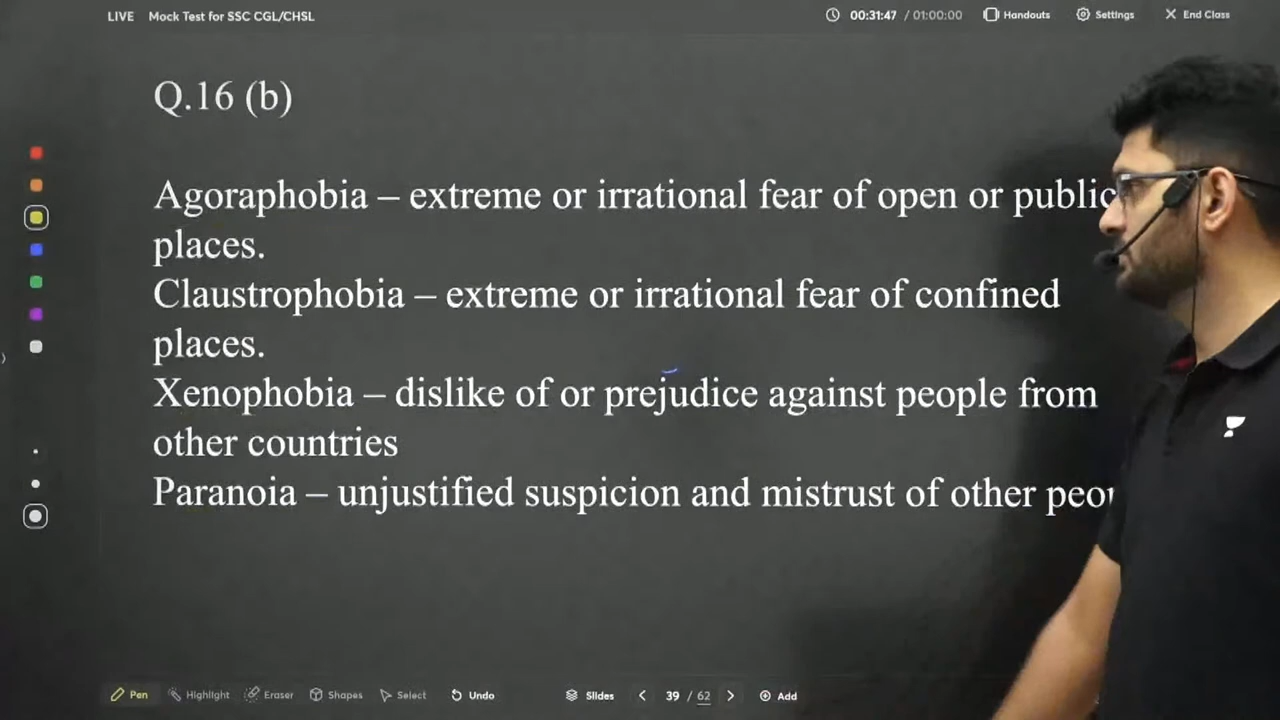 LIVE Mock Test for SSC CGL/CHSL 00:31:47 / 01:00:00 Handouts Settings End Class
Q.16 (b)
Agoraphobia – extreme or irrational fear of open or public
places.
Claustrophobia – extreme or irrational fear of confined
places.
Xenophobia – dislike of or prejudice against people from
other countries
Paranoia – unjustified suspicion and mistrust of other
Pen Highlight Eraser Shapes Select Undo Slides 39 / 62 Add